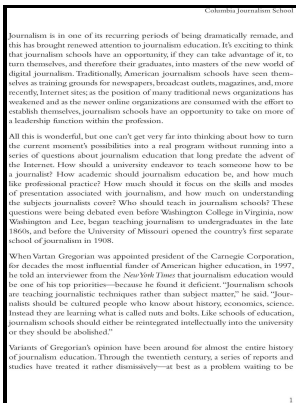 Columbia Journalism School
Journalism is in one of its recurring periods of being dramatically remade, and
this has brought renewed attention to journalism education. It's exciting to think
that journalism schools have an opportunity, if they can take advantage of it, to
turn themselves, and therefore their graduates, into masters of the new world of
digital journalism. Traditionally, American journalism schools have seen them-
selves as training grounds for newspapers, broadcast outlets, magazines, and, more
recently, Internet sites; as the position of many traditional news organizations has
weakened and as the newer online organizations are consumed with the effort to
establish themselves, journalism schools have an opportunity to take on more of
a leadership function within the profession.
All this is wonderful, but one can't get very far into thinking about how to turn
the current moment's possibilities into a real program without running into a
series of questions about journalism education that long predate the advent of
the Internet. How should a university endeavor to teach someone how to be
a journalist? How academic should journalism education be, and how much
like professional practice? How much should it focus on the skills and modes
of presentation associated with journalism, and how much on understanding
the subjects journalists cover? Who should teach in journalism schools? These
questions were being debated even before Washington College in Virginia, now
Washington and Lee, began teaching journalism to undergraduates in the late
1860s, and before the University of Missouri opened the country's first separate
school of journalism in 1908.
When Vartan Gregorian was appointed president of the Carnegie Corporation,
for decades the most influential funder of American higher education, in 1997,
he told an interviewer from the New York Times that journalism education would
be one of his top priorities—because he found it deficient. "Journalism schools
are teaching journalistic techniques rather than subject matter," he said. "Jour-
nalists should be cultured people who know about history, economics, science.
Instead they are learning what is called nuts and bolts. Like schools of education,
journalism schools should either be reintegrated intellectually into the university
or they should be abolished."
Variants of Gregorian's opinion have been around for almost the entire history
of journalism education. Through the twentieth century, a series of reports and
studies have treated it rather dismissively—at best as a problem waiting to be
1